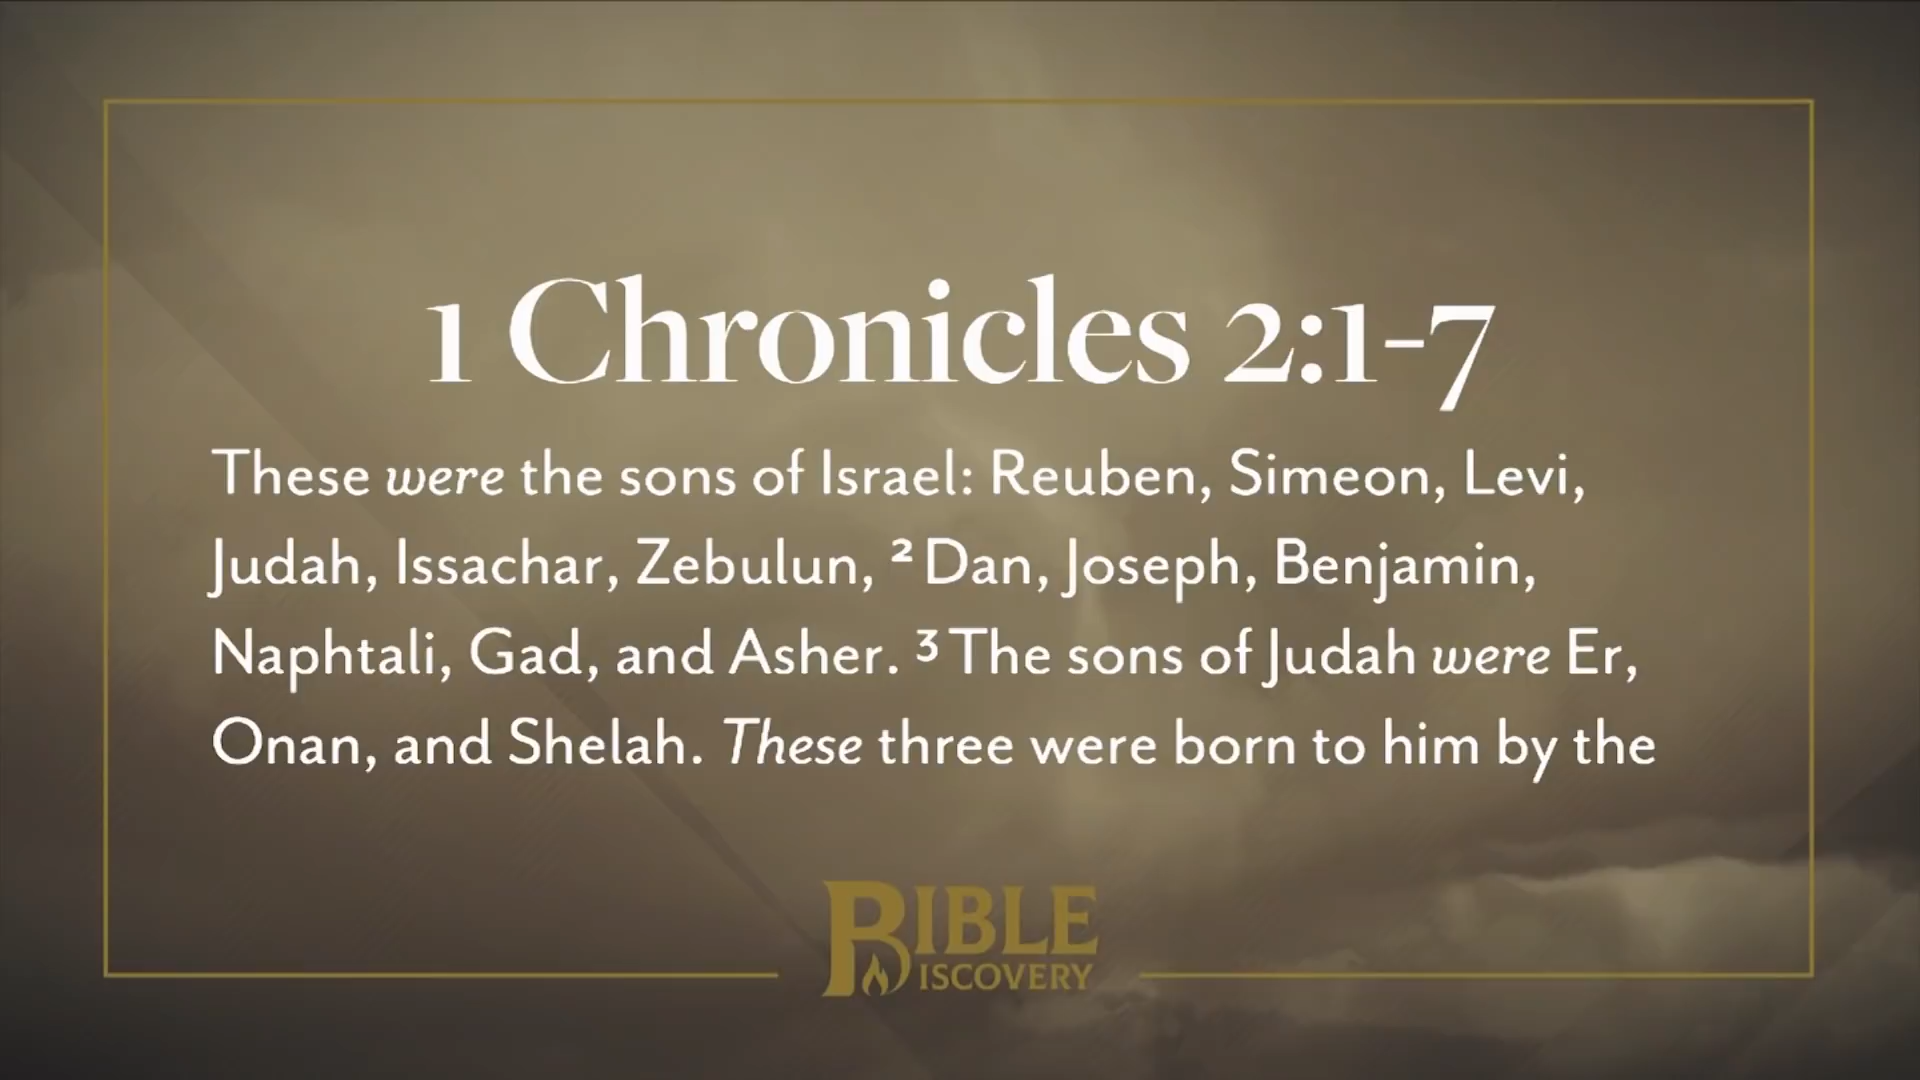 1 Chronicles 2:1-7
These were the sons of Israel: Reuben, Simeon, Levi,
Judah, Issachar, Zebulun, ² Dan, Joseph, Benjamin,
Naphtali, Gad, and Asher. ³ The sons of Judah were Er,
Onan, and Shelah. These three were born to him by the
BIBLE
DISCOVERY